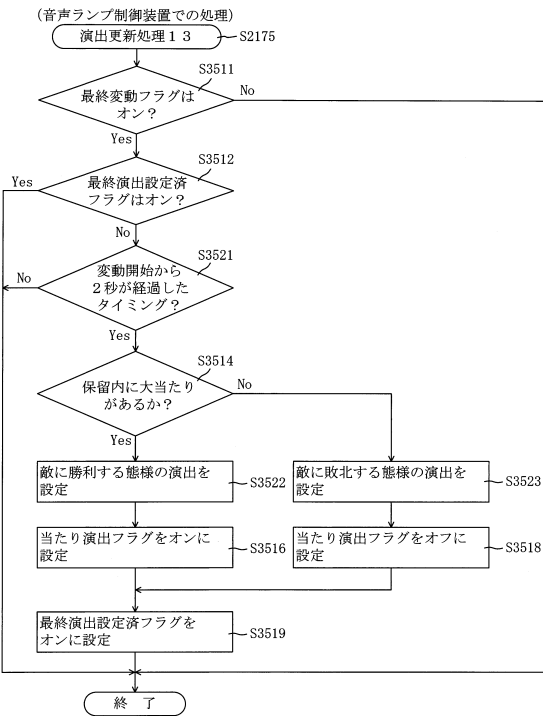 (音声ランプ制御装置での処理)
演出更新処理13
S2175
S3511
最終変動フラグは
オン?
No
Yes
S3512
最終演出設定済
フラグはオン?
Yes
No
S3521
変動開始から
2秒が経過した
タイミング?
No
Yes
S3514
保留内に大当たり
があるか?
No
Yes
敵に勝利する態様の演出を
設定
S3522
敵に敗北する態様の演出を
設定
S3523
当たり演出フラグをオンに
設定
S3516
当たり演出フラグをオフに
設定
S3518
最終演出設定済フラグを
オンに設定
S3519
終 了